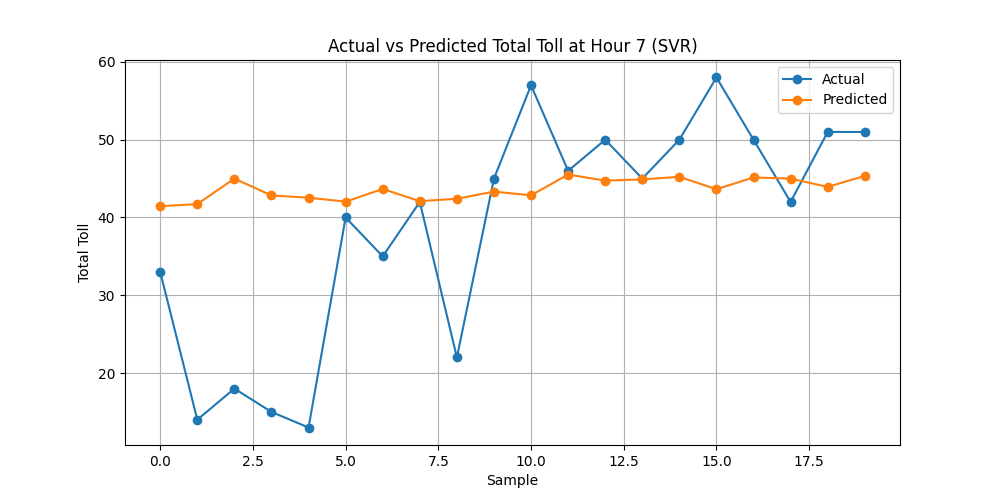 Actual vs Predicted Total Toll at Hour 7 (SVR)
Actual
Predicted
60
50
40
30
20
Total Toll
0.0 2.5 5.0 7.5 10.0 12.5 15.0 17.5
Sample